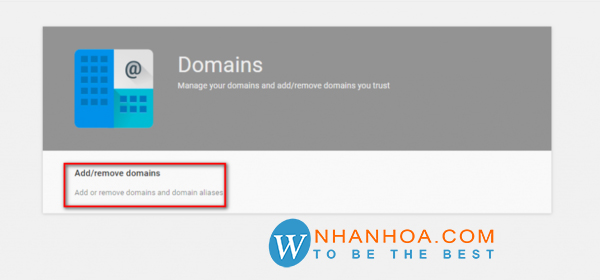 @
Domains
Manage your domains and add/remove domains you trust
Add/remove domains
Add or remove domains and domain aliases
W NHANHOA.COM
TO BE THE BEST